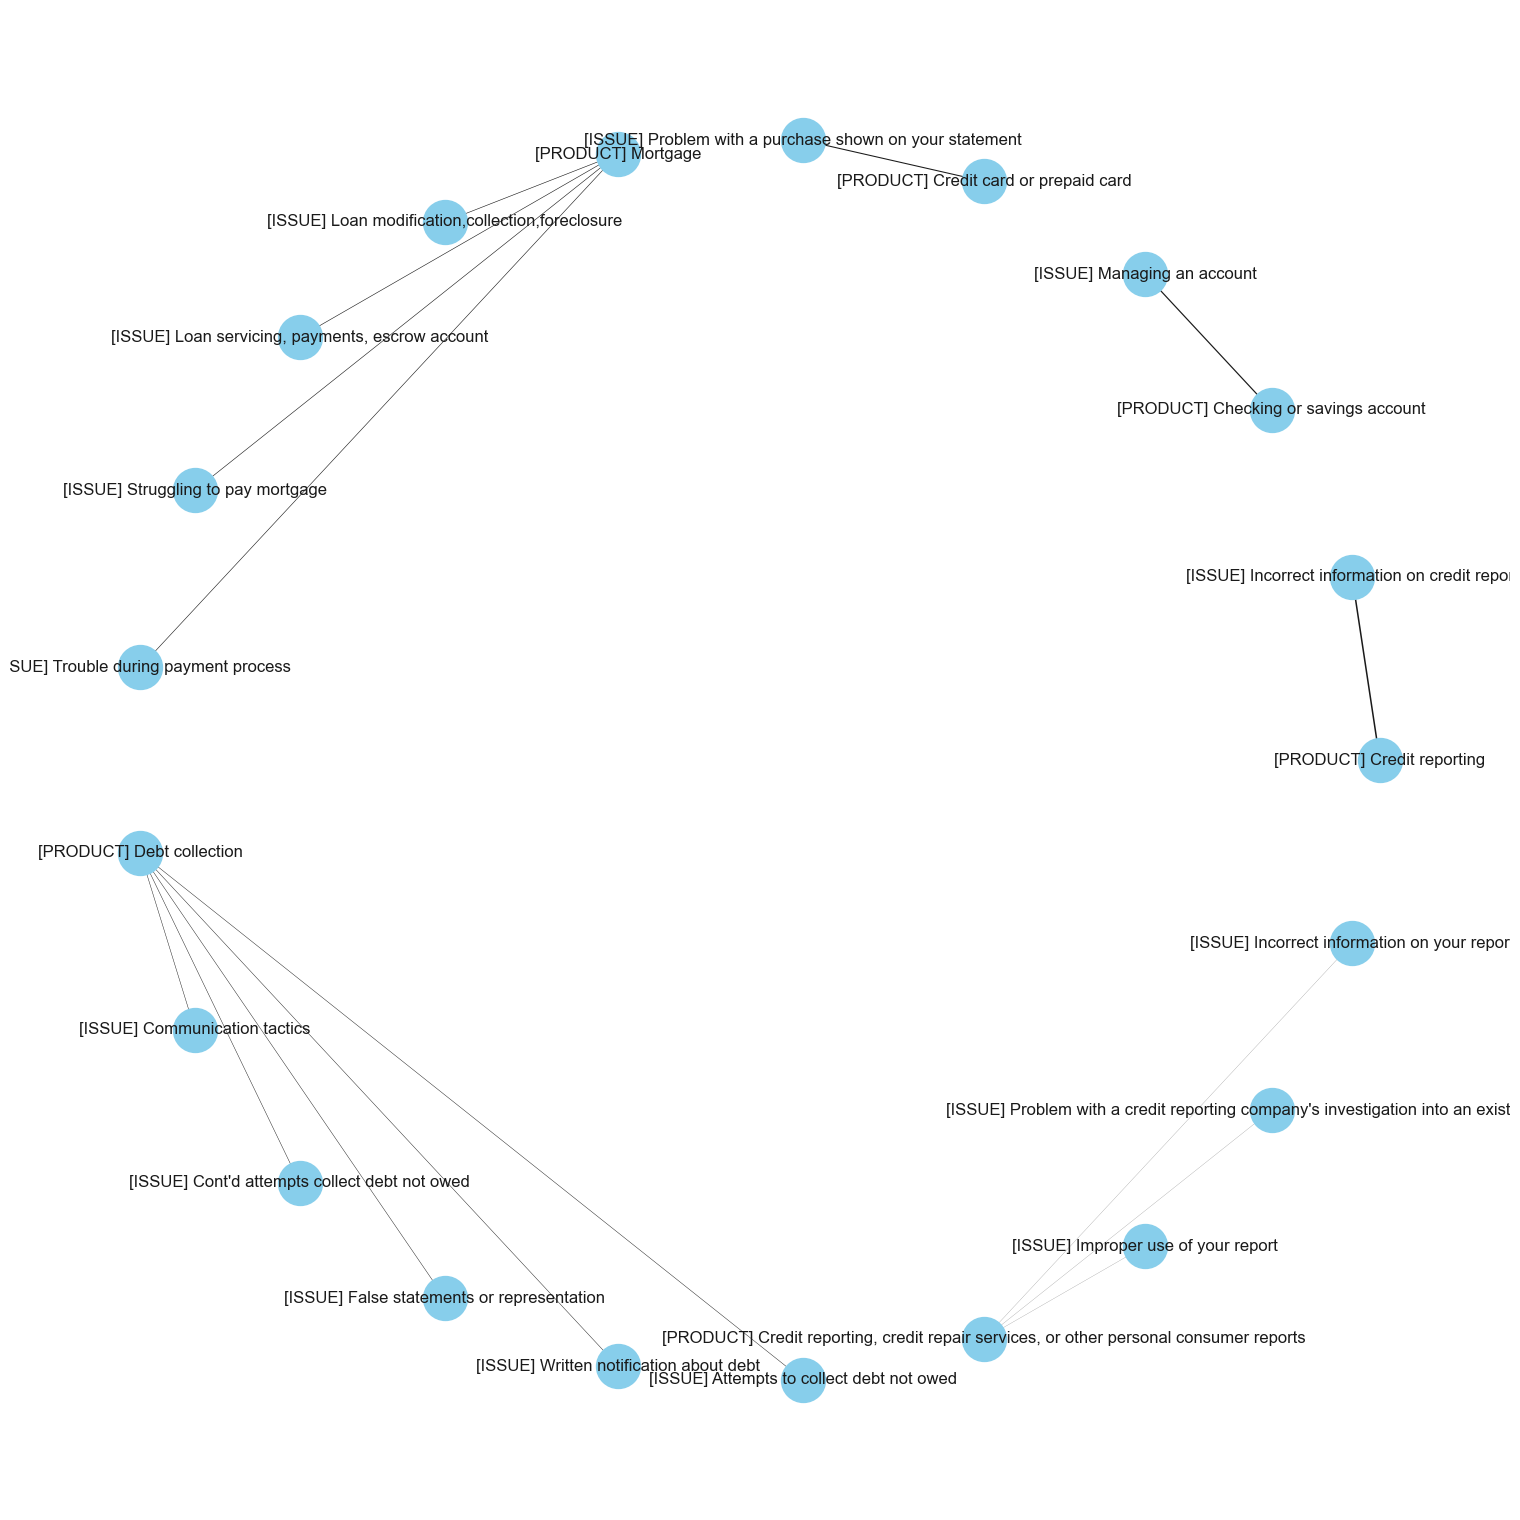 [ISSUE] Problem with a purchase shown on your statement
[PRODUCT] Mortgage
[PRODUCT] Credit card or prepaid card
[ISSUE] Loan modification,collection,foreclosure
[ISSUE] Managing an account
[ISSUE] Loan servicing, payments, escrow account
[PRODUCT] Checking or savings account
[ISSUE] Struggling to pay mortgage
[ISSUE] Incorrect information on credit repor
SUE] Trouble during payment process
[PRODUCT] Credit reporting
[PRODUCT] Debt collection
[ISSUE] Incorrect information on your repor
[ISSUE] Communication tactics
[ISSUE] Problem with a credit reporting company's investigation into an exist
[ISSUE] Cont'd attempts collect debt not owed
[ISSUE] Improper use of your report
[ISSUE] False statements or representation
[PRODUCT] Credit reporting, credit repair services, or other personal consumer reports
[ISSUE] Written notification about debt
[ISSUE] Attempts to collect debt not owed